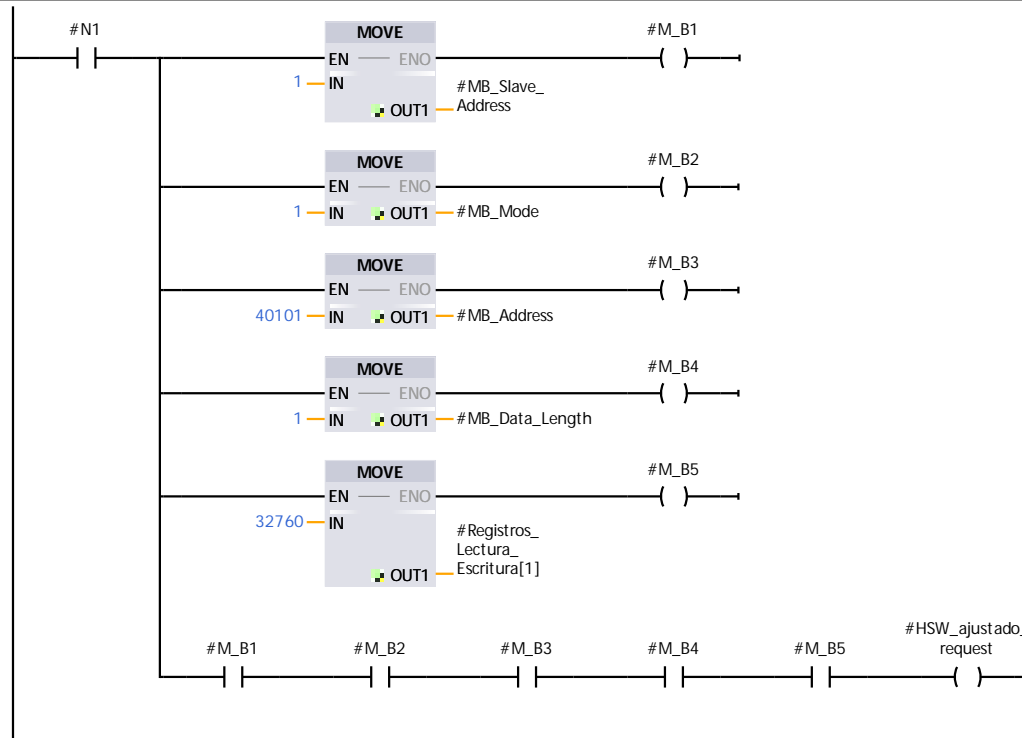 #N1
MOVE
#M_B1
EN
ENO
1
IN
#MB_Slave_
Address
OUT1
MOVE
#M_B2
EN
ENO
1
IN
OUT1
#MB_Mode
MOVE
#M_B3
EN
ENO
40101
IN
OUT1
#MB_Address
MOVE
#M_B4
EN
ENO
1
IN
OUT1
#MB_Data_Length
MOVE
#M_B5
EN
ENO
32760
IN
#Registros_
Lectura_
Escritura[1]
OUT1
#M_B1
#M_B2
#M_B3
#M_B4
#M_B5
#HSW_ajustado_
request